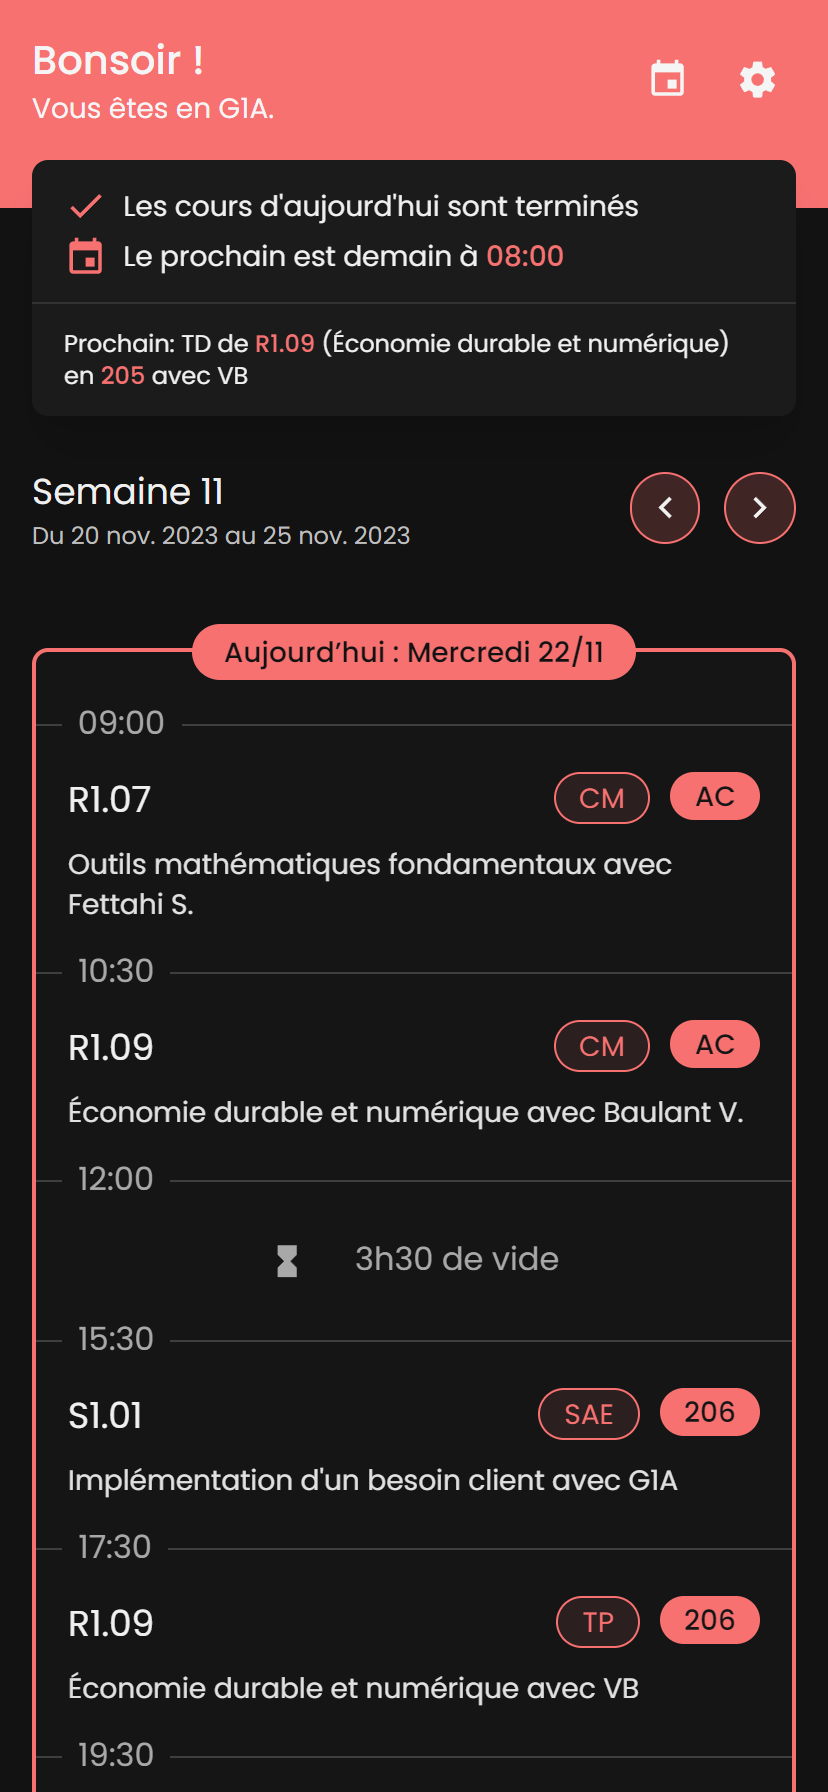 Bonsoir !
Vous êtes en G1A.
Les cours d'aujourd'hui sont terminés
Le prochain est demain à 08:00
Prochain: TD de R1.09 (Économie durable et numérique)
en 205 avec VB
Semaine 11
Du 20 nov. 2023 au 25 nov. 2023
Aujourd’hui : Mercredi 22/11
09:00
R1.07 CM AC
Outils mathématiques fondamentaux avec
Fettahi S.
10:30
R1.09 CM AC
Économie durable et numérique avec Baulant V.
12:00
3h30 de vide
15:30
S1.01 SAE 206
Implémentation d'un besoin client avec G1A
17:30
R1.09 TP 206
Économie durable et numérique avec VB
19:30